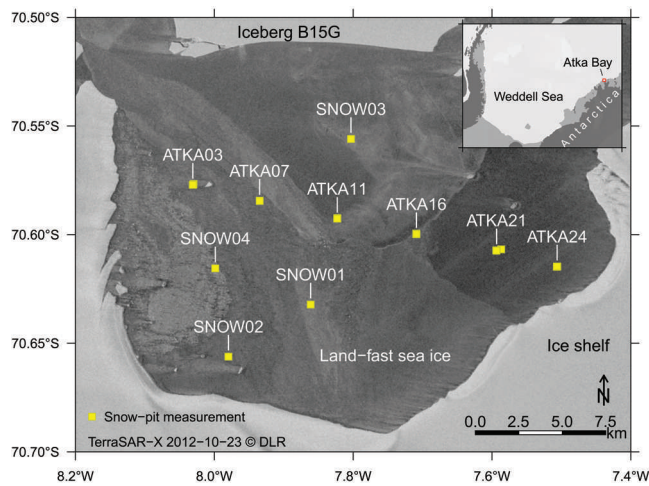 70.50°S
Iceberg B15G
Atka Bay
Weddell Sea
Antarctica
70.55°S
SNOW03
ATKA03
ATKA07
ATKA11
ATKA16
70.60°S
ATKA21
ATKA24
SNOW04
SNOW01
SNOW02
70.65°S
Land−fast sea ice
Ice shelf
N
Snow−pit measurement
0.0 2.5 5.0 7.5
km
TerraSAR−X 2012−10−23 © DLR
70.70°S
8.2°W 8.0°W 7.8°W 7.6°W 7.4°W